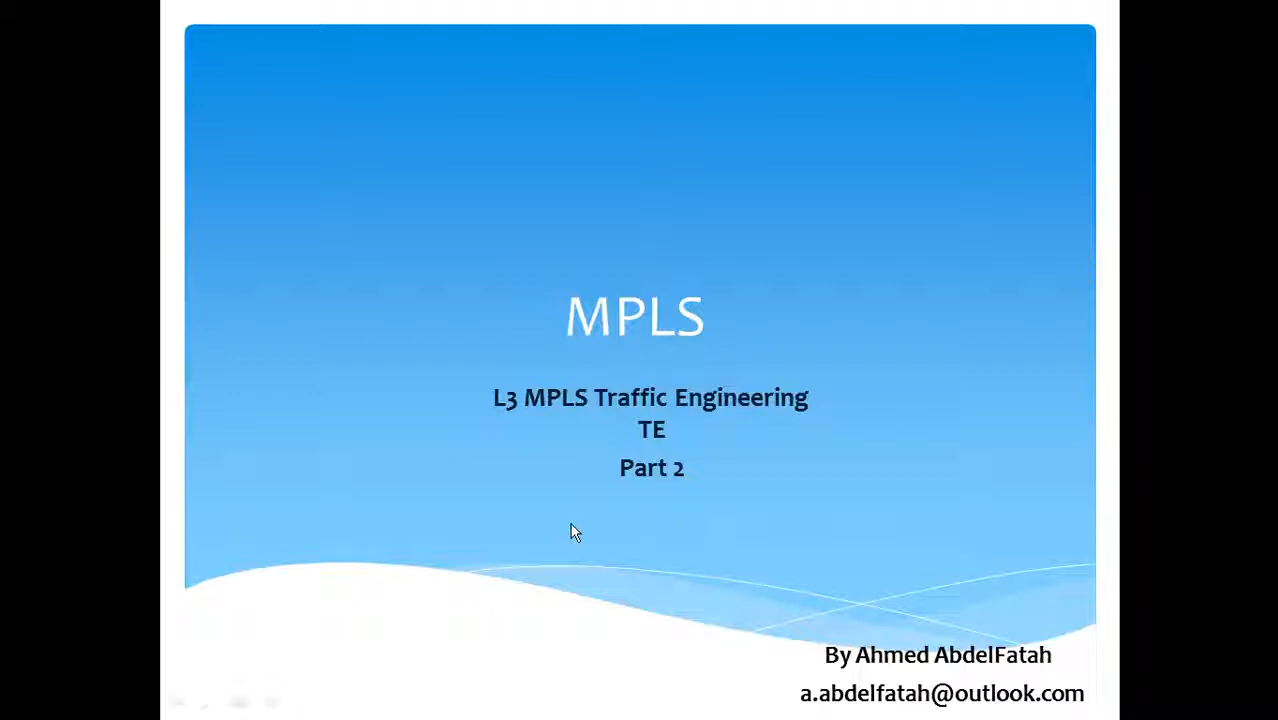 MPLS
L3 MPLS Traffic Engineering
TE
Part 2
By Ahmed AbdelFatah
a.abdelfatah@outlook.com